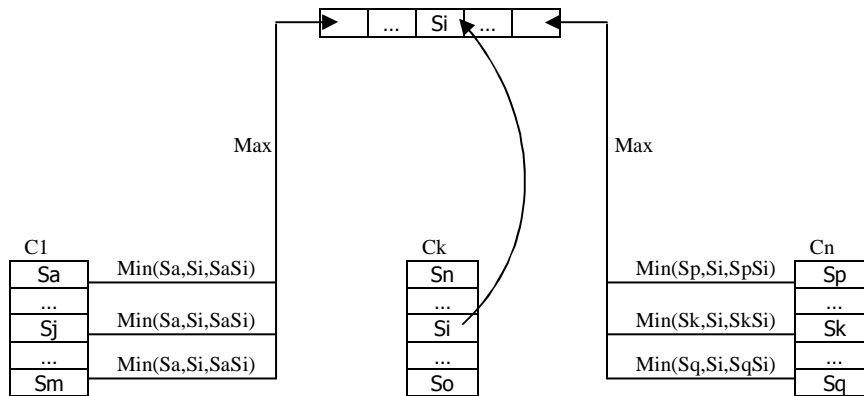 ... Si ...
Max Max
C1 Ck Cn
Sa Min(Sa,Si,SaSi) Sn Min(Sp,Si,SpSi) Sp
... ... ...
Sj Min(Sa,Si,SaSi) Si Min(Sk,Si,SkSi) Sk
... ... ...
Sm Min(Sa,Si,SaSi) So Min(Sq,Si,SqSi) Sq